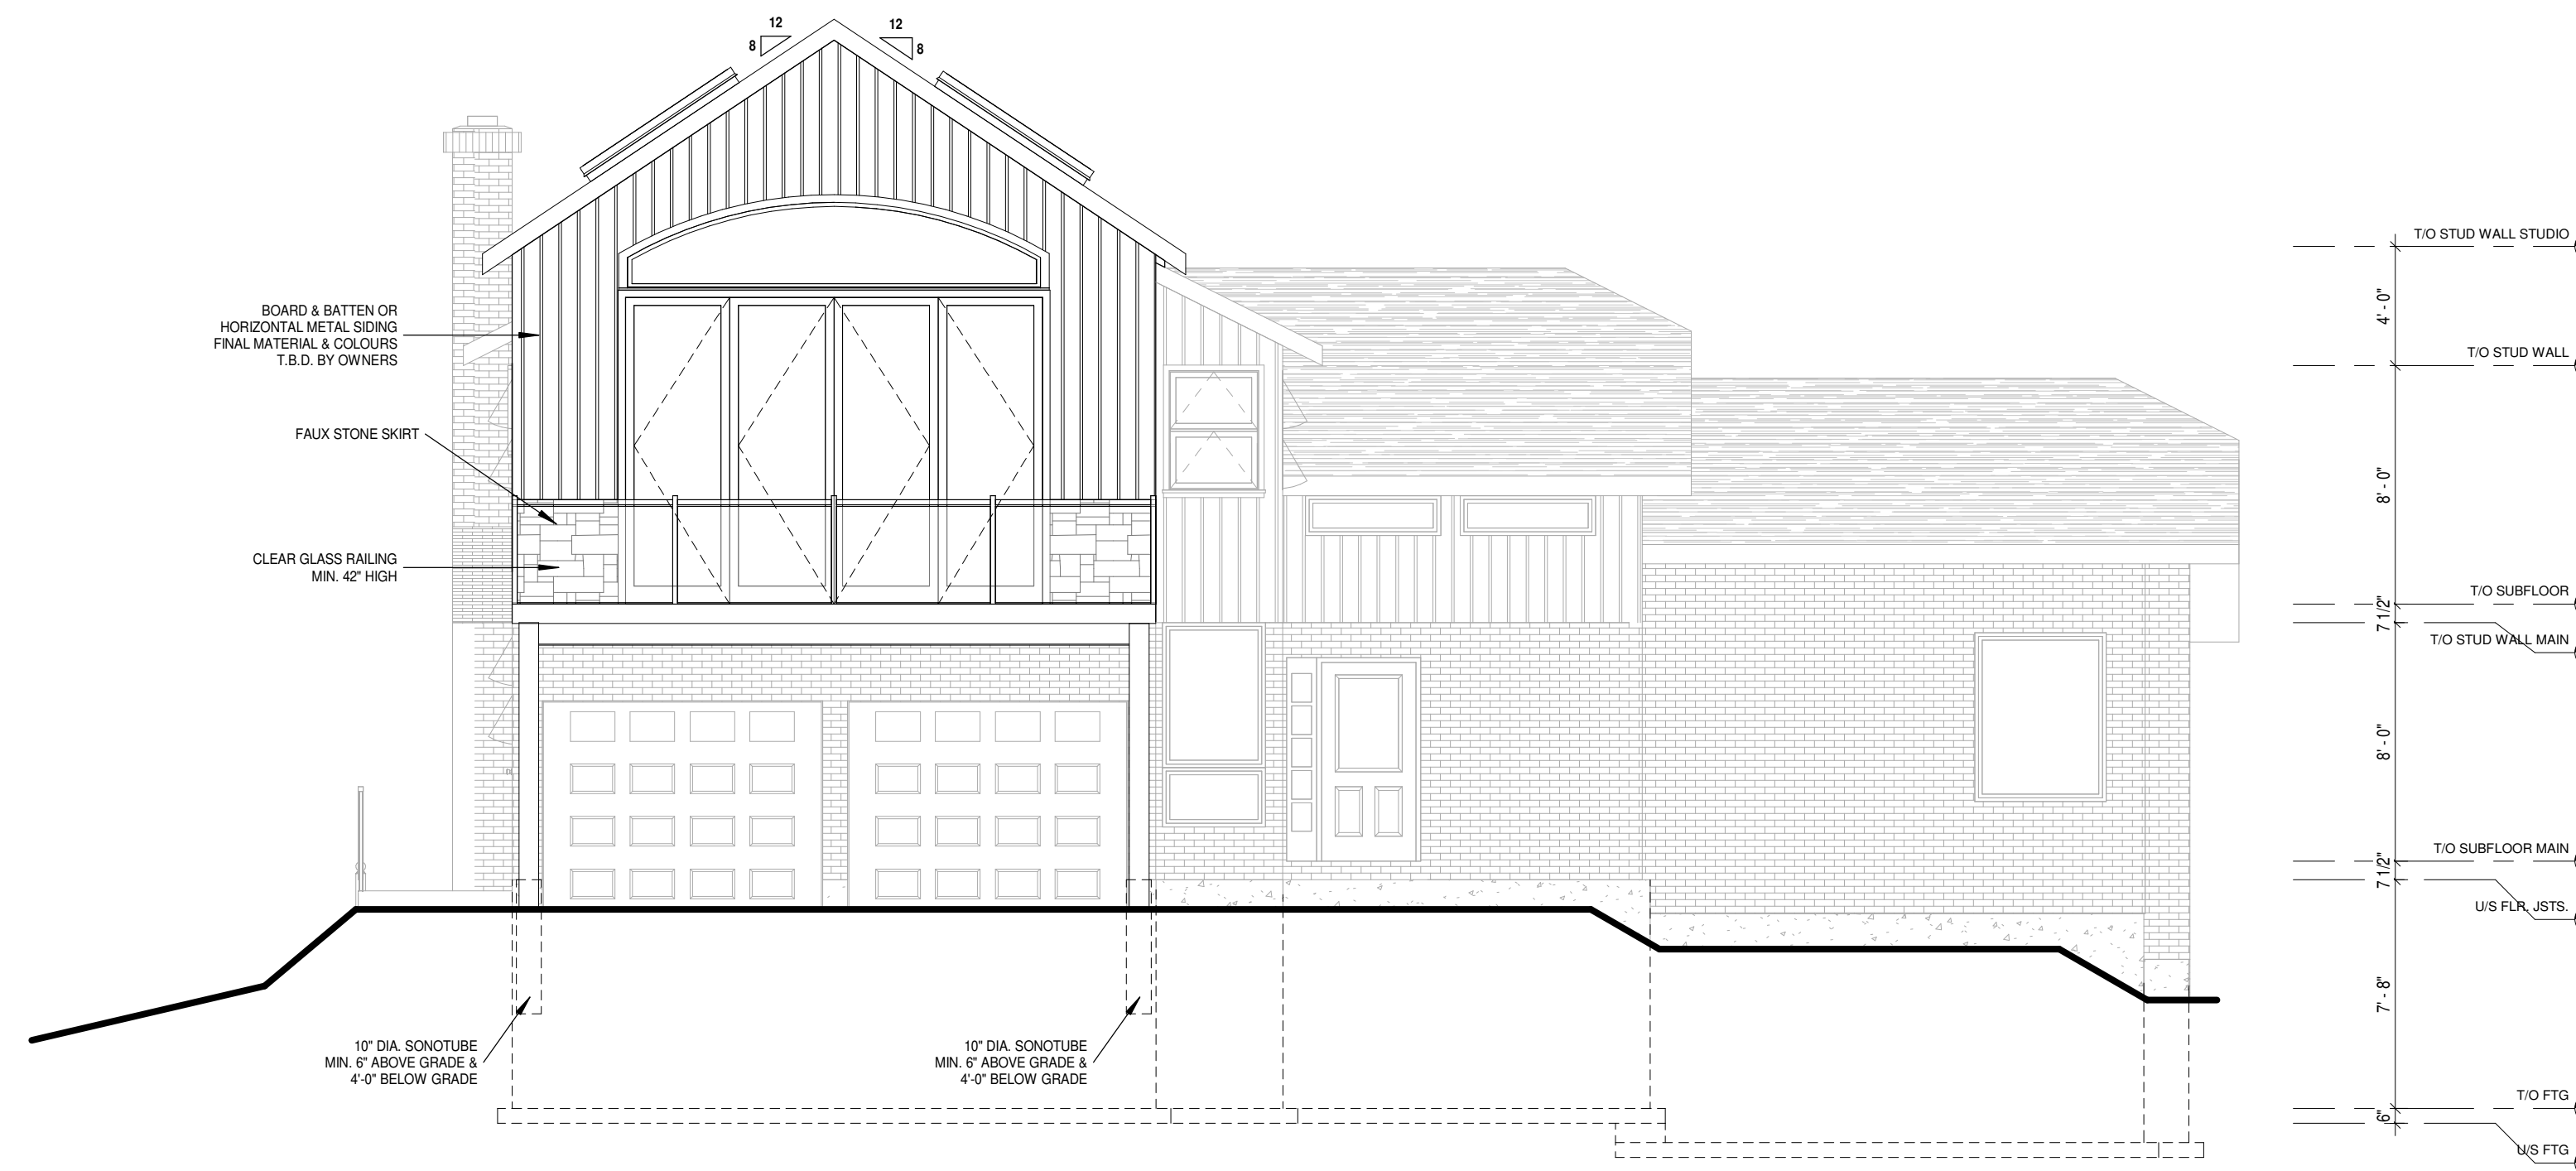 12
8
12
8
BOARD & BATTEN OR
HORIZONTAL METAL SIDING
FINAL MATERIAL & COLOURS
T.B.D. BY OWNERS
FAUX STONE SKIRT
CLEAR GLASS RAILING
MIN. 42" HIGH
10" DIA. SONOTUBE
MIN. 6" ABOVE GRADE &
4'-0" BELOW GRADE
10" DIA. SONOTUBE
MIN. 6" ABOVE GRADE &
4'-0" BELOW GRADE
T/O STUD WALL STUDIO
4' - 0"
T/O STUD WALL
8' - 0"
T/O SUBFLOOR
7 1/2"
T/O STUD WALL MAIN
8' - 0"
T/O SUBFLOOR MAIN
7 1/2"
U/S FLR. JSTS.
7' - 8"
T/O FTG
6"
U/S FTG